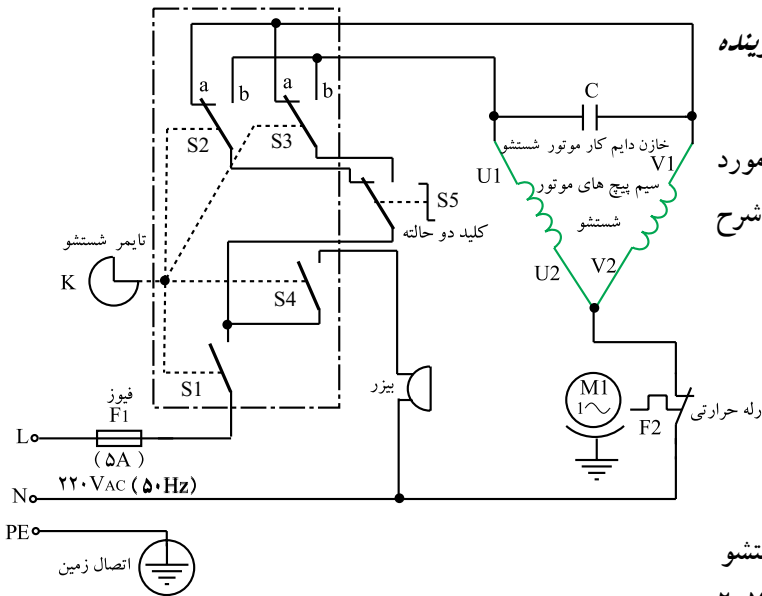 a
b
a
b
C
S2
S3
خازن دایم کار موتور شستشو
U1
V1
سیم پیچ های موتور
شستشو
S5
کلید دو حالته
تایمر شستشو
K
U2
V2
S4
S1
بیزر
M1
1~
F2
رله حرارتی
فیوز
F1
L
(۵A)
۲۲۰VAC (۵۰Hz)
N
PE
اتصال زمین
مورد
شرح